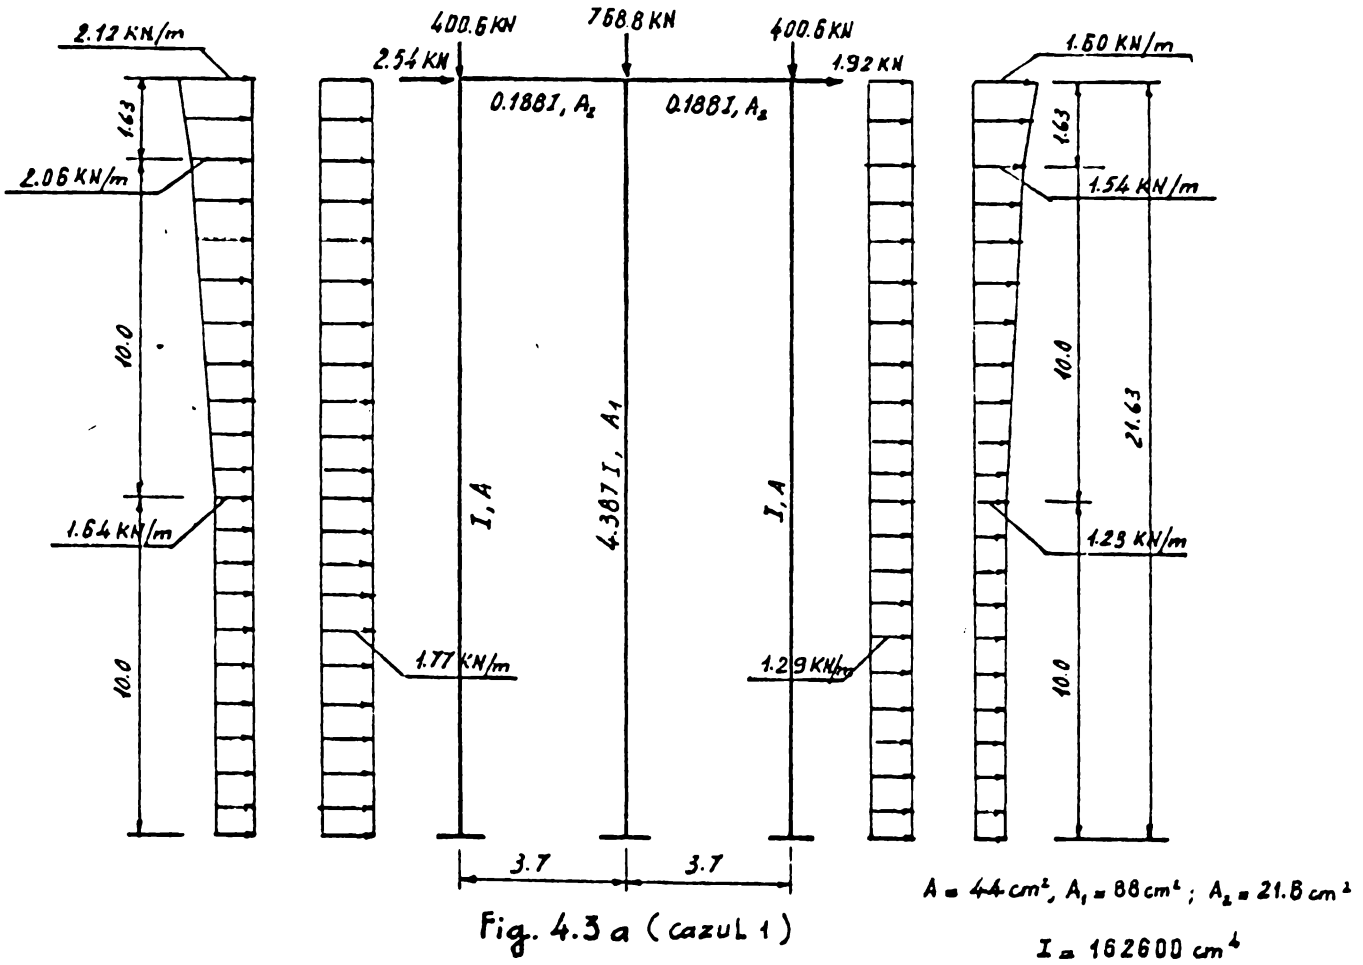 2.12 KN/m
400.6 KN
768.8 KN
400.6 KN
1.60 KN/m
2.54 KN
1.92 KN
0.188I, A₂
0.188I, A₂
1.63
1.63
2.06 KN/m
1.54 KN/m
10.0
10.0
21.63
4.387 I, A1
I, A
I, A
1.64 KN/m
1.23 KN/m
1.77 KN/m
1.29 KN/m
10.0
10.0
3.7
3.7
A = 44 cm², A₁ = 88 cm² ; A₂ = 21.8 cm²
Fig. 4.3 a ( cazul 1 )
I = 162600 cm⁴